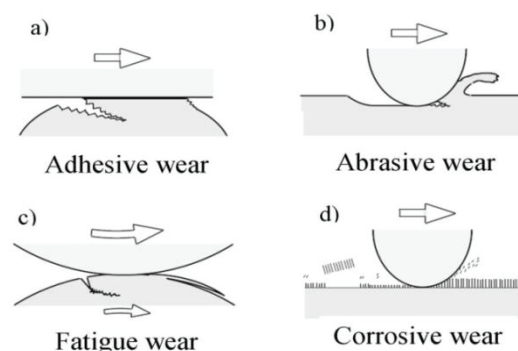 a)
Adhesive wear
b)
Abrasive wear
c)
Fatigue wear
d)
Corrosive wear